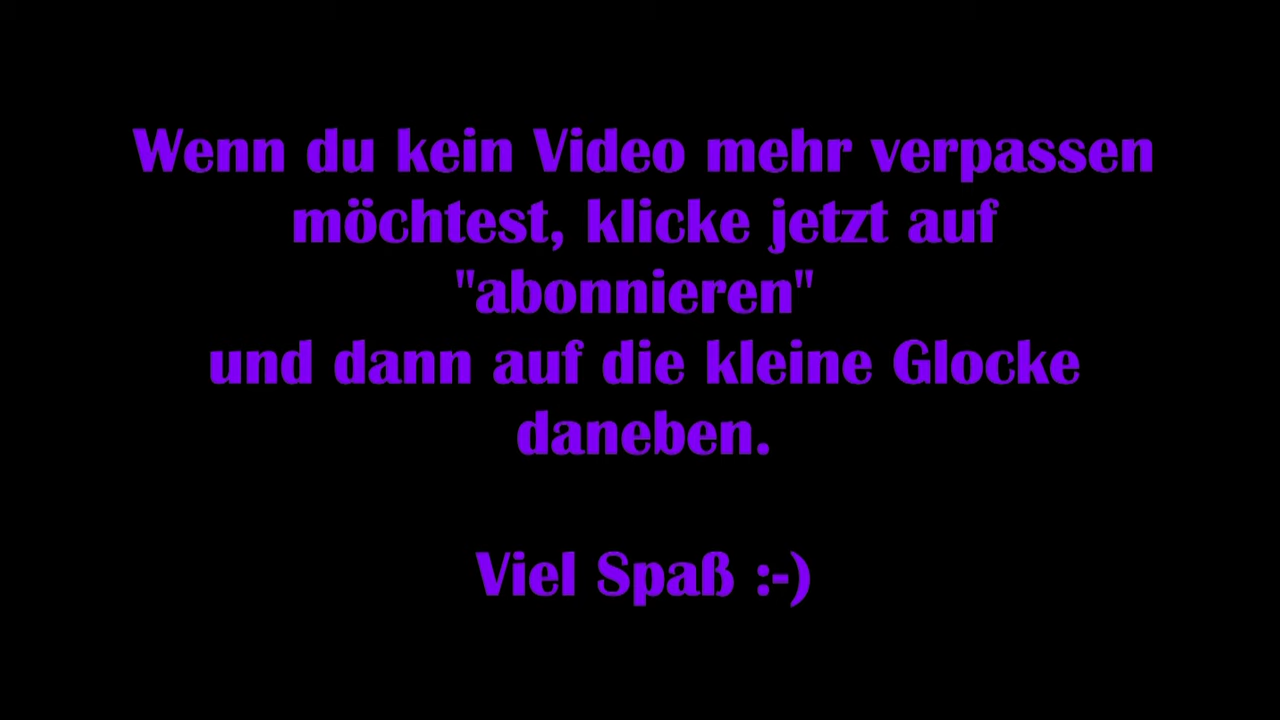 Wenn du kein Video mehr verpassen
möchtest, klicke jetzt auf
"abonnieren"
und dann auf die kleine Glocke
daneben.
Viel Spaß :-)